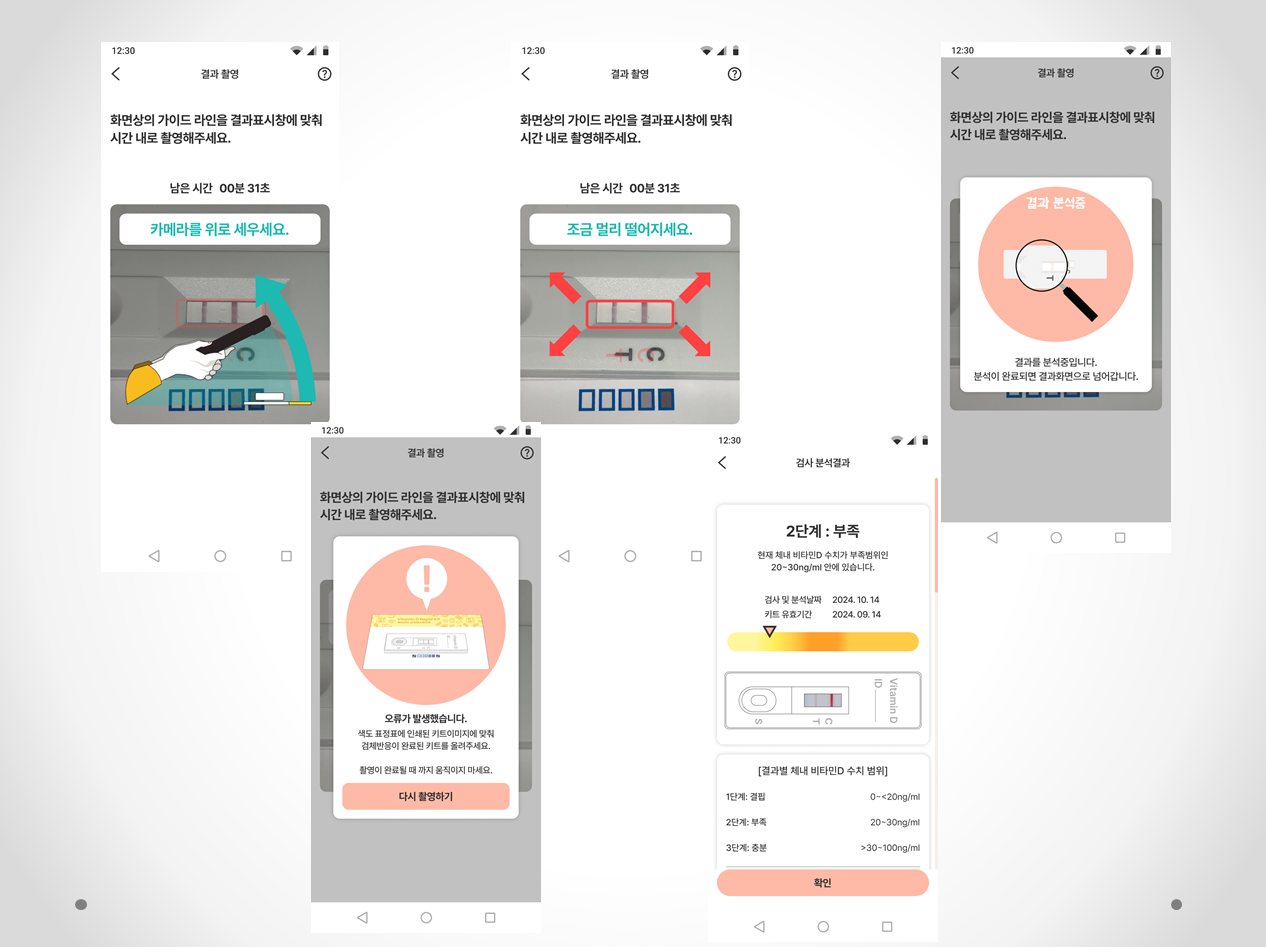 12:30
결과 촬영
화면상의 가이드 라인을 결과표시창에 맞춰
시간 내로 촬영해주세요.
남은 시간 00분 31초
카메라를 위로 세우세요.
C
12:30
결과 촬영
화면상의 가이드 라인을 결과표시창에 맞춰
시간 내로 촬영해주세요.
남은 시간 00분 31초
조금 멀리 떨어지세요.
T C
12:30
결과 촬영
화면상의 가이드 라인을 결과표시창에 맞춰
시간 내로 촬영해주세요.
결과 분석중
C
T
결과를 분석중입니다.
분석이 완료되면 결과화면으로 넘어갑니다.
12:30
결과 촬영
화면상의 가이드 라인을 결과표시창에 맞춰
시간 내로 촬영해주세요.
!
오류가 발생했습니다.
색도 표정표에 인쇄된 키트이미지에 맞춰
검체반응이 완료된 키트를 올려주세요.
촬영이 완료될 때 까지 움직이지 마세요.
다시 촬영하기
12:30
검사 분석결과
2단계 : 부족
현재 체내 비타민D 수치가 부족범위인
20~30ng/ml 안에 있습니다.
검사 및 분석날짜 2024. 10. 14
키트 유효기간 2024. 09. 14
S
T C
ID
Vitamin D
[결과별 체내 비타민D 수치 범위]
1단계: 결핍 0~<20ng/ml
2단계: 부족 20~30ng/ml
3단계: 충분 >30~100ng/ml
확인